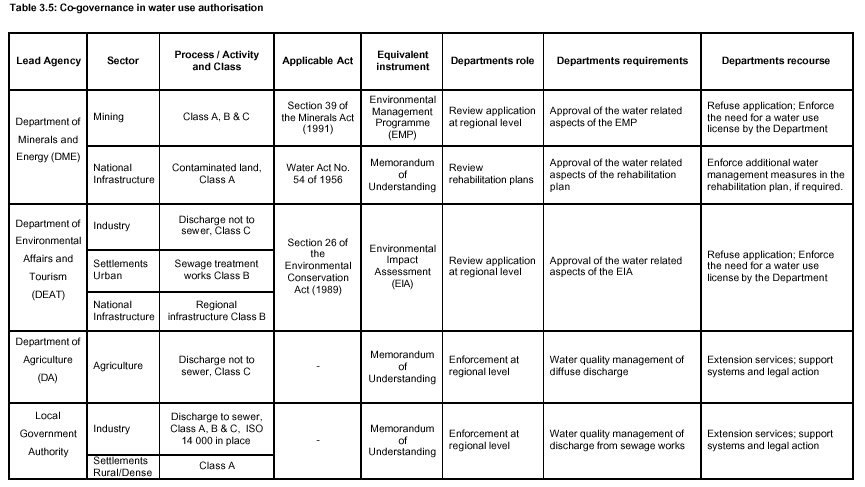 Table 3.5: Co-governance in water use authorisation
Lead Agency
Sector
Process / Activity
and Class
Applicable Act
Equivalent
instrument
Departments role
Departments requirements
Departments recourse
Department of
Minerals and
Energy (DME)
Mining
Class A, B & C
Section 39 of
the Minerals Act
(1991)
Environmental
Management
Programme
(EMP)
Review application
at regional level
Approval of the water related
aspects of the EMP
Refuse application; Enforce
the need for a water use
license by the Department
National
Infrastructure
Contaminated land,
Class A
Water Act No.
54 of 1956
Memorandum
of
Understanding
Review
rehabilitation plans
Approval of the water related
aspects of the rehabilitation
plan
Enforce additional water
management measures in the
rehabilitation plan, if required.
Department of
Environmental
Affairs and
Tourism
(DEAT)
Industry
Discharge not to
sewer, Class C
Section 26 of
the
Environmental
Conservation
Act (1989)
Environmental
Impact
Assessment
(EIA)
Review application
at regional level
Approval of the water related
aspects of the EIA
Refuse application; Enforce
the need for a water use
license by the Department
Settlements
Urban
Sewage treatment
works Class B
National
Infrastructure
Regional
infrastructure Class B
Department of
Agriculture
(DA)
Agriculture
Discharge not to
sewer, Class C
-
Memorandum
of
Understanding
Enforcement at
regional level
Water quality management of
diffuse discharge
Extension services; support
systems and legal action
Local
Government
Authority
Industry
Discharge to sewer,
Class A, B & C, ISO
14 000 in place
-
Memorandum
of
Understanding
Enforcement at
regional level
Water quality management of
discharge from sewage works
Extension services; support
systems and legal action
Settlements
Rural/Dense
Class A